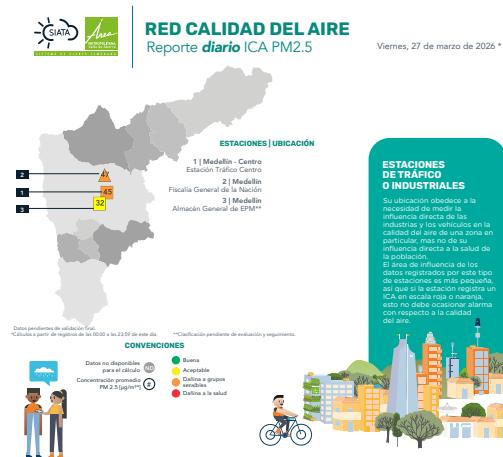 SIATA
Área
METROPOLITANA
Valle de Aburrá
SISTEMA DE ALERTA TEMPRANA
RED CALIDAD DEL AIRE
Reporte diario ICA PM2.5
Viernes, 27 de marzo de 2026 *
ESTACIONES | UBICACIÓN
1 | Medellín - Centro
Estación Tráfico Centro
2 | Medellín
Fiscalía General de la Nación
3 | Medellín
Almacén General de EPM**
2
47
1
45
3
32
ESTACIONES
DE TRÁFICO
O INDUSTRIALES
Su ubicación obedece a la
necesidad de medir la
influencia directa de las
industrias y los vehículos en la
calidad del aire de una zona en
particular, mas no de su
influencia directa a la salud de
la población.
El área de influencia de los
datos registrados por este tipo
de estaciones es más pequeña,
así que si la estación registra un
ICA en escala roja o naranja,
esto no debe ocasionar alarma
con respecto a la calidad
del aire.
Datos pendientes de validación final.
*Cálculos a partir de registros de las 00:00 a las 23:59 de este día.
**Clasificación pendiente de evaluación y seguimiento.
CONVENCIONES
Datos no disponibles
para el cálculo
ND
Concentración promedio
PM 2.5 (µg/m**)
#
Buena
Aceptable
Dañina a grupos
sensibles
Dañina a la salud